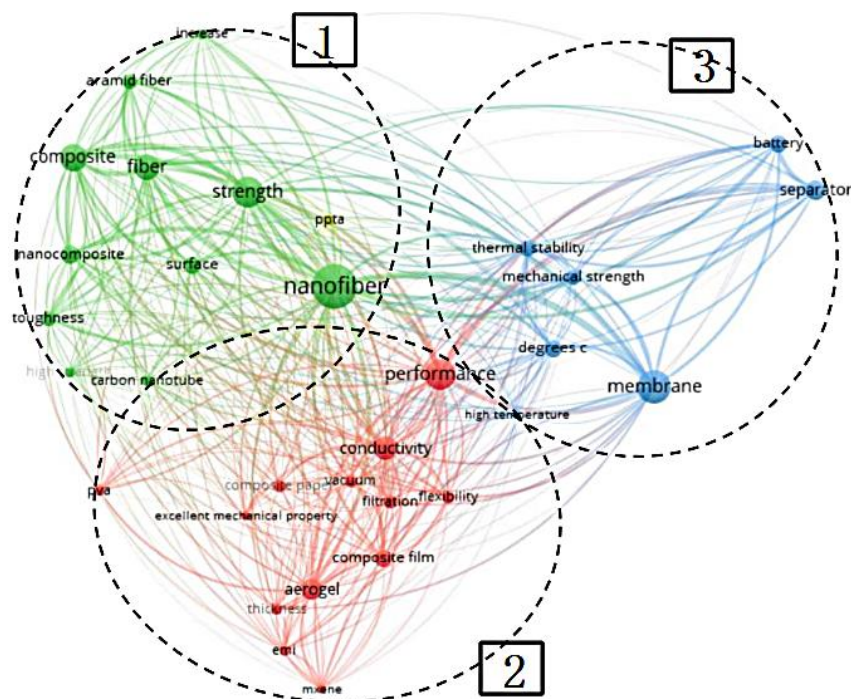 increase
1
3
aramid fiber
battery
composite
fiber
strength
separator
ppta
thermal stability
nanocomposite
surface
mechanical strength
nanofiber
toughness
degrees c
carbon nanotube
performance
membrane
high temperature
conductivity
pva
composite paper
vacuum
filtration
flexibility
excellent mechanical property
composite film
aerogel
thickness
emi
2
mxene